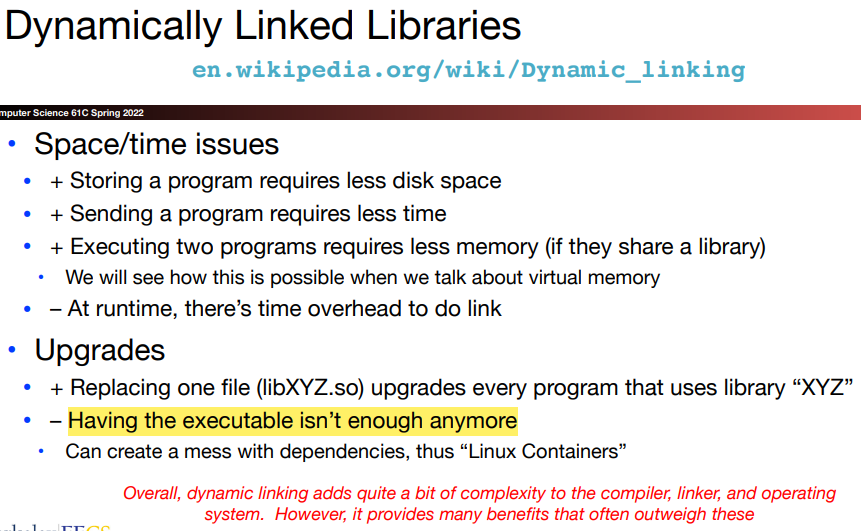 Dynamically Linked Libraries
en.wikipedia.org/wiki/Dynamic_linking
mputer Science 61C Spring 2022
• Space/time issues
• + Storing a program requires less disk space
• + Sending a program requires less time
• + Executing two programs requires less memory (if they share a library)
• We will see how this is possible when we talk about virtual memory
• – At runtime, there’s time overhead to do link
• Upgrades
• + Replacing one file (libXYZ.so) upgrades every program that uses library “XYZ”
• – Having the executable isn’t enough anymore
• Can create a mess with dependencies, thus “Linux Containers”
Overall, dynamic linking adds quite a bit of complexity to the compiler, linker, and operating
system.  However, it provides many benefits that often outweigh these